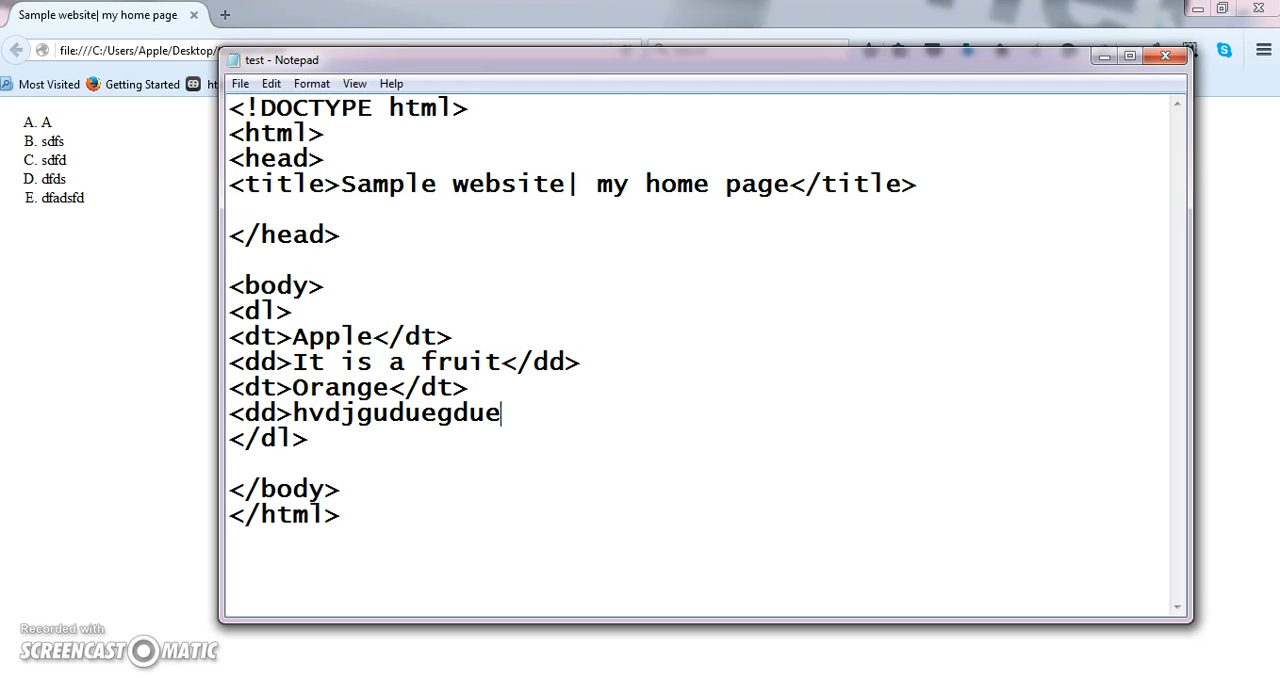 Sample website| my home page
file:///C:/Users/Apple/Desktop/
Most Visited
Getting Started
test - Notepad
File Edit Format View Help
A. A
B. sdfs
C. sdfd
D. dfds
E. dfadsfd
<!DOCTYPE html>
<html>
<head>
<title>Sample website| my home page</title>
</head>
<body>
<dl>
<dt>Apple</dt>
<dd>It is a fruit</dd>
<dt>Orange</dt>
<dd>hvdjguduegdue
</dl>
</body>
</html>
Recorded with
SCREENCAST-O-MATIC